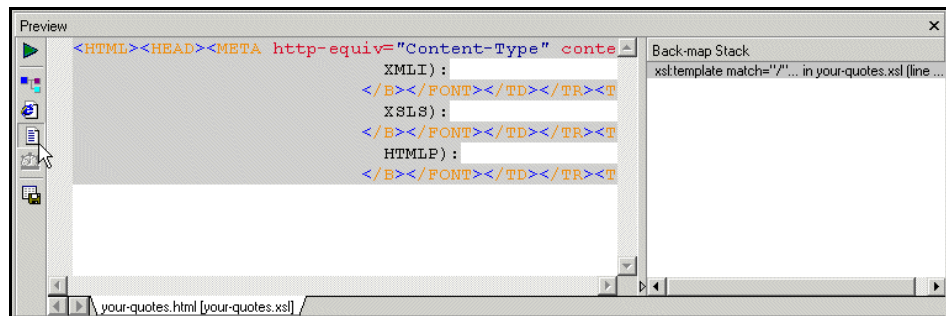 Preview
<HTML><HEAD><META http-equiv="Content-Type" conte
XMLI):
</B></FONT></TD></TR><T
XSLS):
</B></FONT></TD></TR><T
HTMLP):
</B></FONT></TD></TR><T
Back-map Stack
xsl:template match="/"... in your-quotes.xsl (line ...
your-quotes.html [your-quotes.xsl]